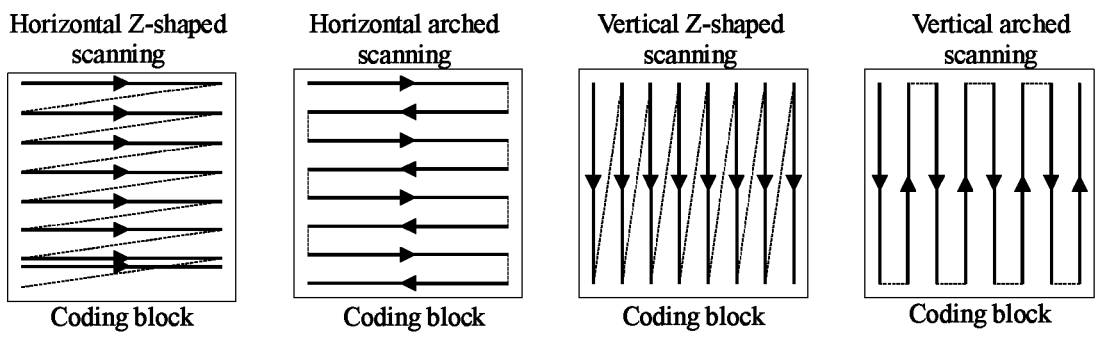 Horizontal Z-shaped
scanning
Coding block
Horizontal arched
scanning
Coding block
Vertical Z-shaped
scanning
Coding block
Vertical arched
scanning
Coding block